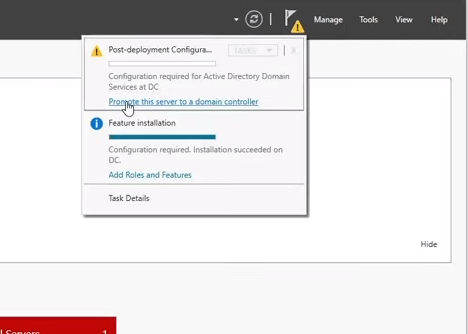 Manage Tools View Help
Post-deployment Configura...
TASKS
X
Configuration required for Active Directory Domain
Services at DC
Promote this server to a domain controller
Feature installation
Configuration required. Installation succeeded on
DC.
Add Roles and Features
Task Details
Hide
Servers 1